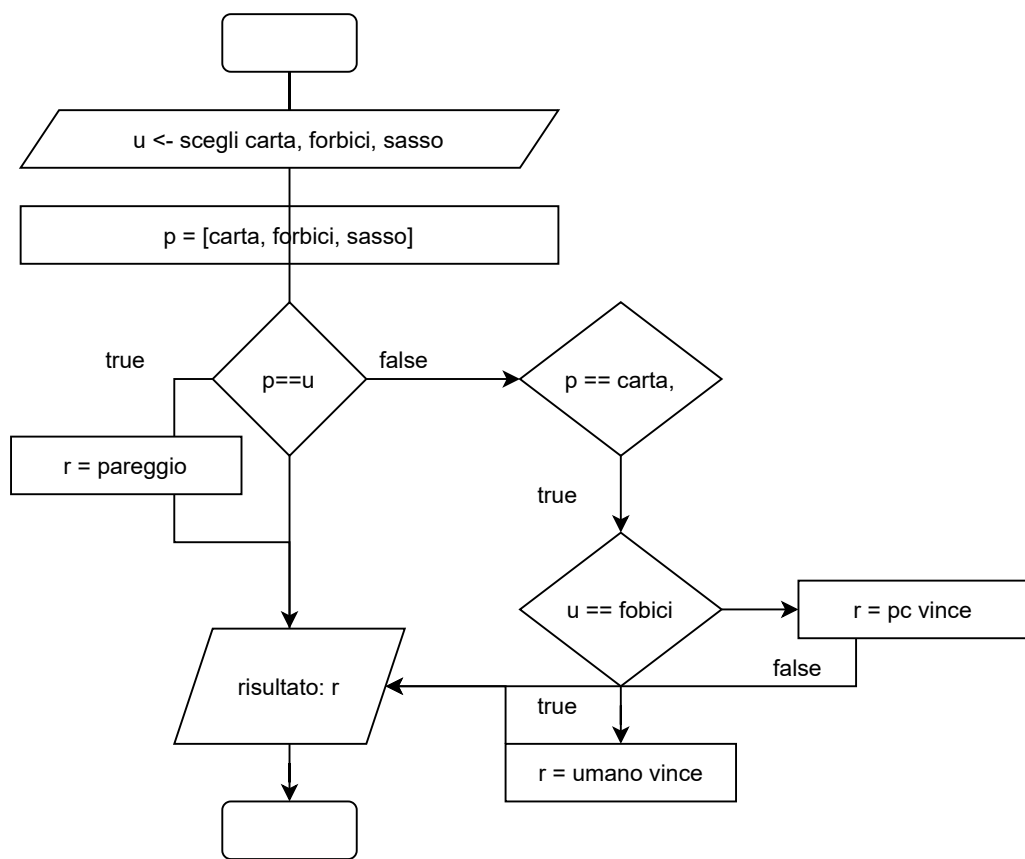 u <- scegli carta, forbici, sasso
p = [carta, forbici, sasso]
true
p==u
false
p == carta,
r = pareggio
true
u == fobici
r = pc vince
risultato: r
false
true
r = umano vince